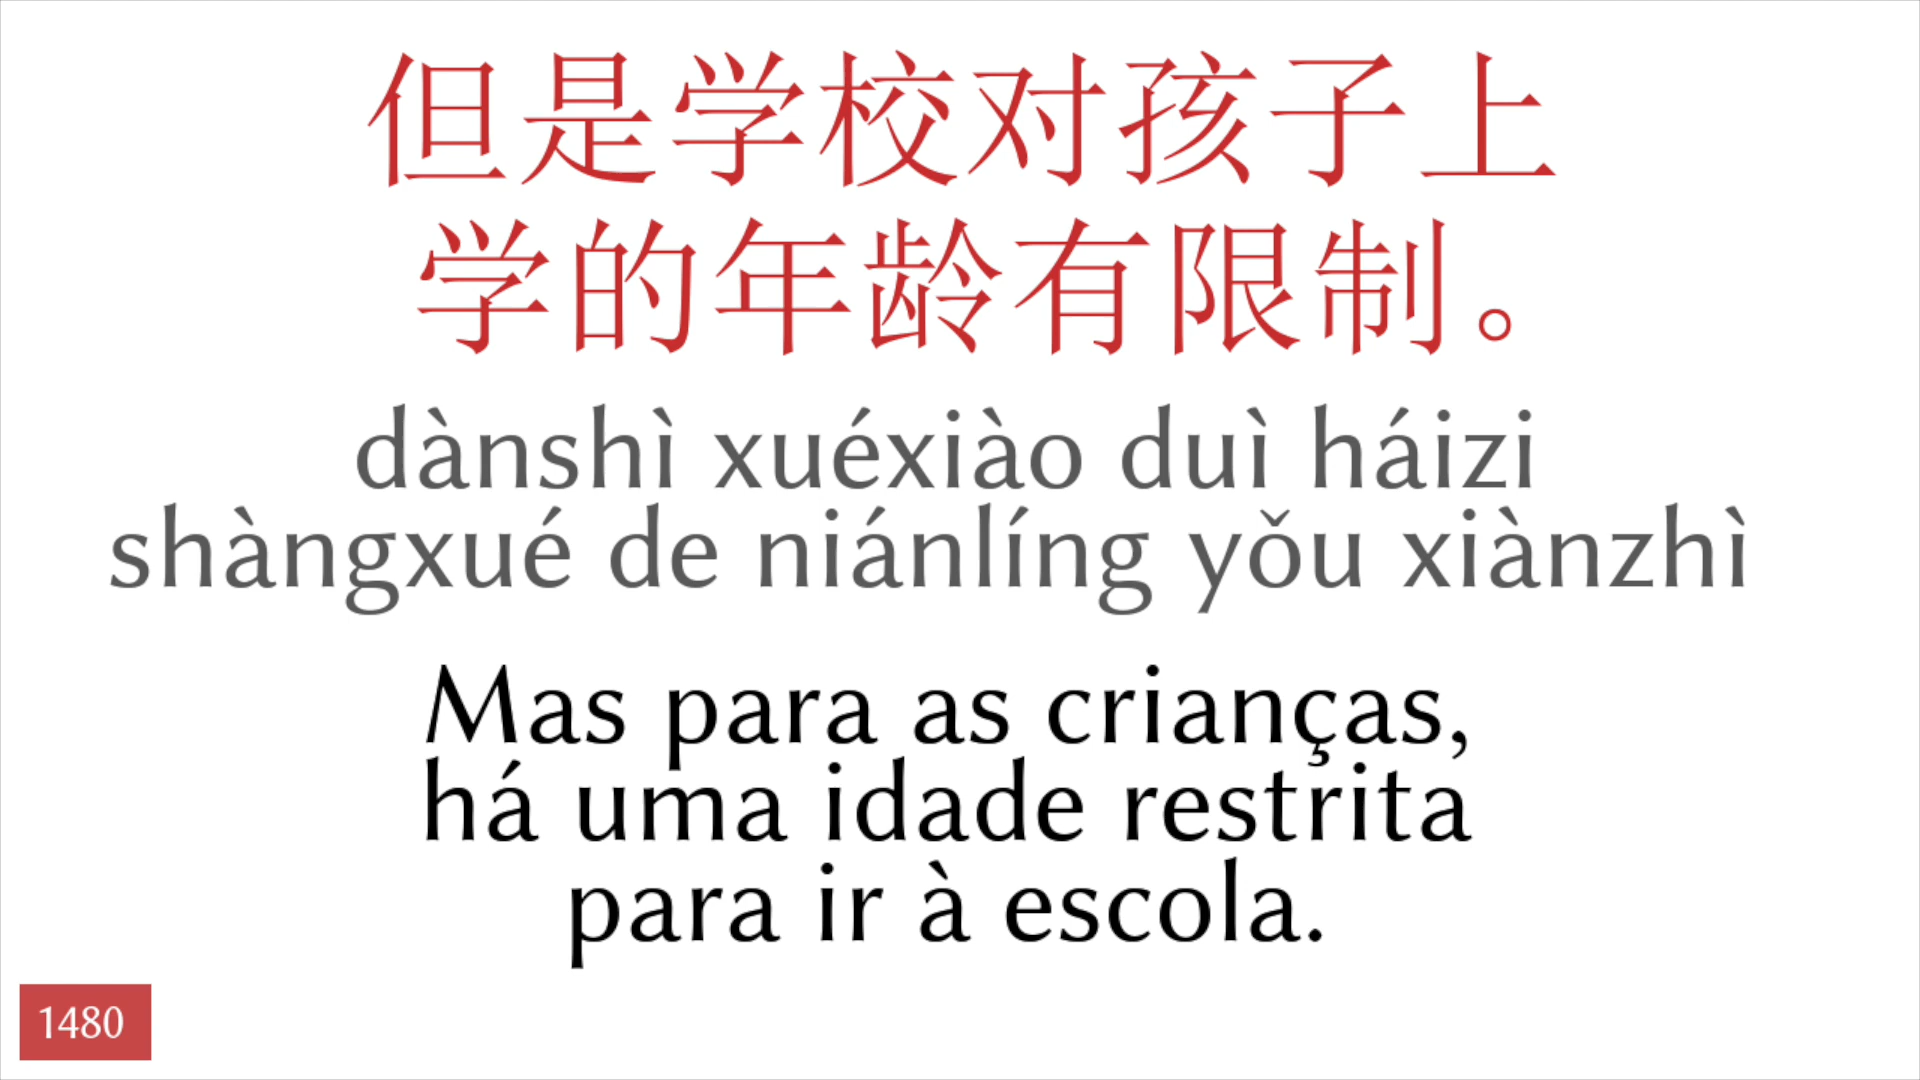 但是学校对孩子上
学的年龄有限制。
dànshì xuéxiào duì háizi
shàngxué de niánlíng yǒu xiànzhì
Mas para as crianças,
há uma idade restrita
para ir à escola.
1480